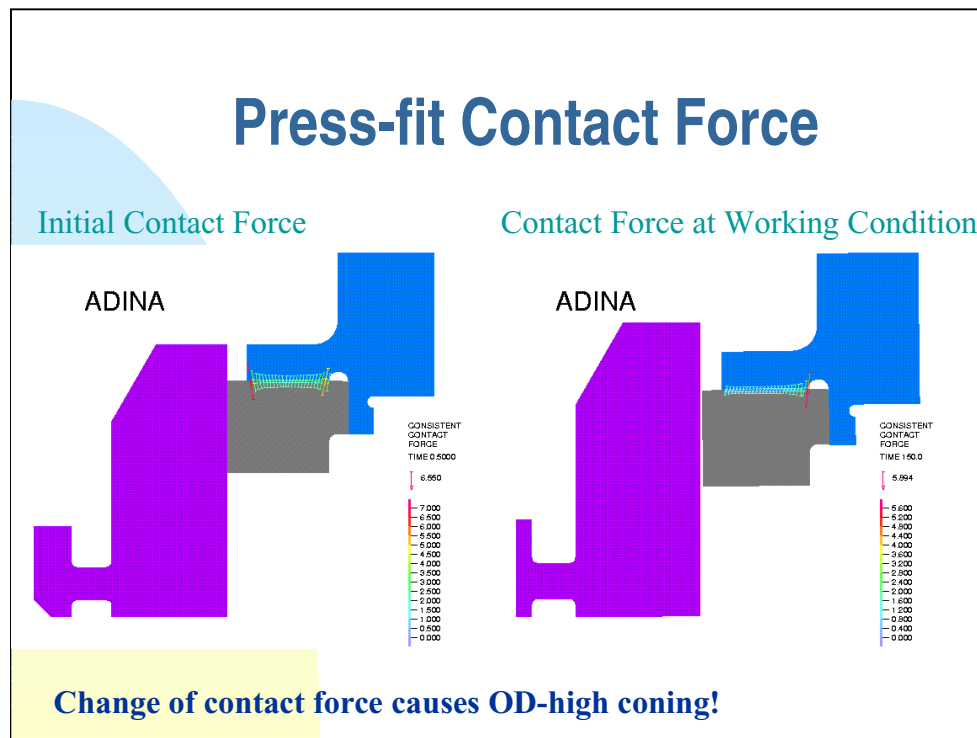 Press-fit Contact Force
Initial Contact Force
Contact Force at Working Condition
ADINA
CONSISTENT
CONTACT
FORCE
TIME 0.5000
6.550
7.000
6.500
6.000
5.500
5.000
4.500
4.000
3.500
3.000
2.500
2.000
1.500
1.000
0.500
0.000
ADINA
CONSISTENT
CONTACT
FORCE
TIME 150.0
5.994
5.600
5.200
4.800
4.400
4.000
3.600
3.200
2.800
2.400
2.000
1.600
1.200
0.800
0.400
0.000
Change of contact force causes OD-high coning!